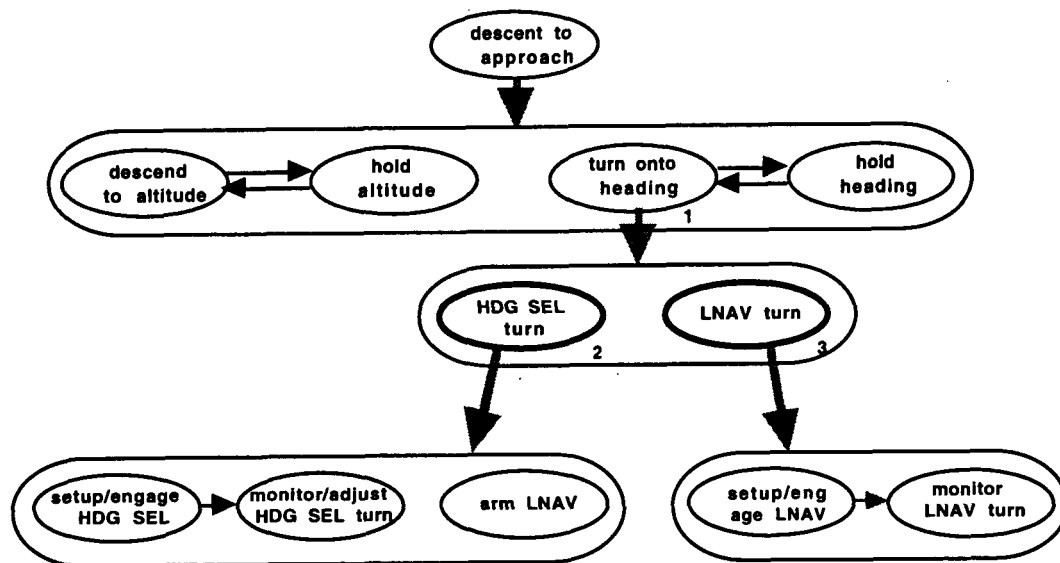 descent to
approach
descend
to altitude
hold
altitude
turn onto
heading
hold
heading
1
HDG SEL
turn
LNAV turn
2
3
setup/engage
HDG SEL
monitor/adjust
HDG SEL turn
arm LNAV
setup/eng
age LNAV
monitor
LNAV turn